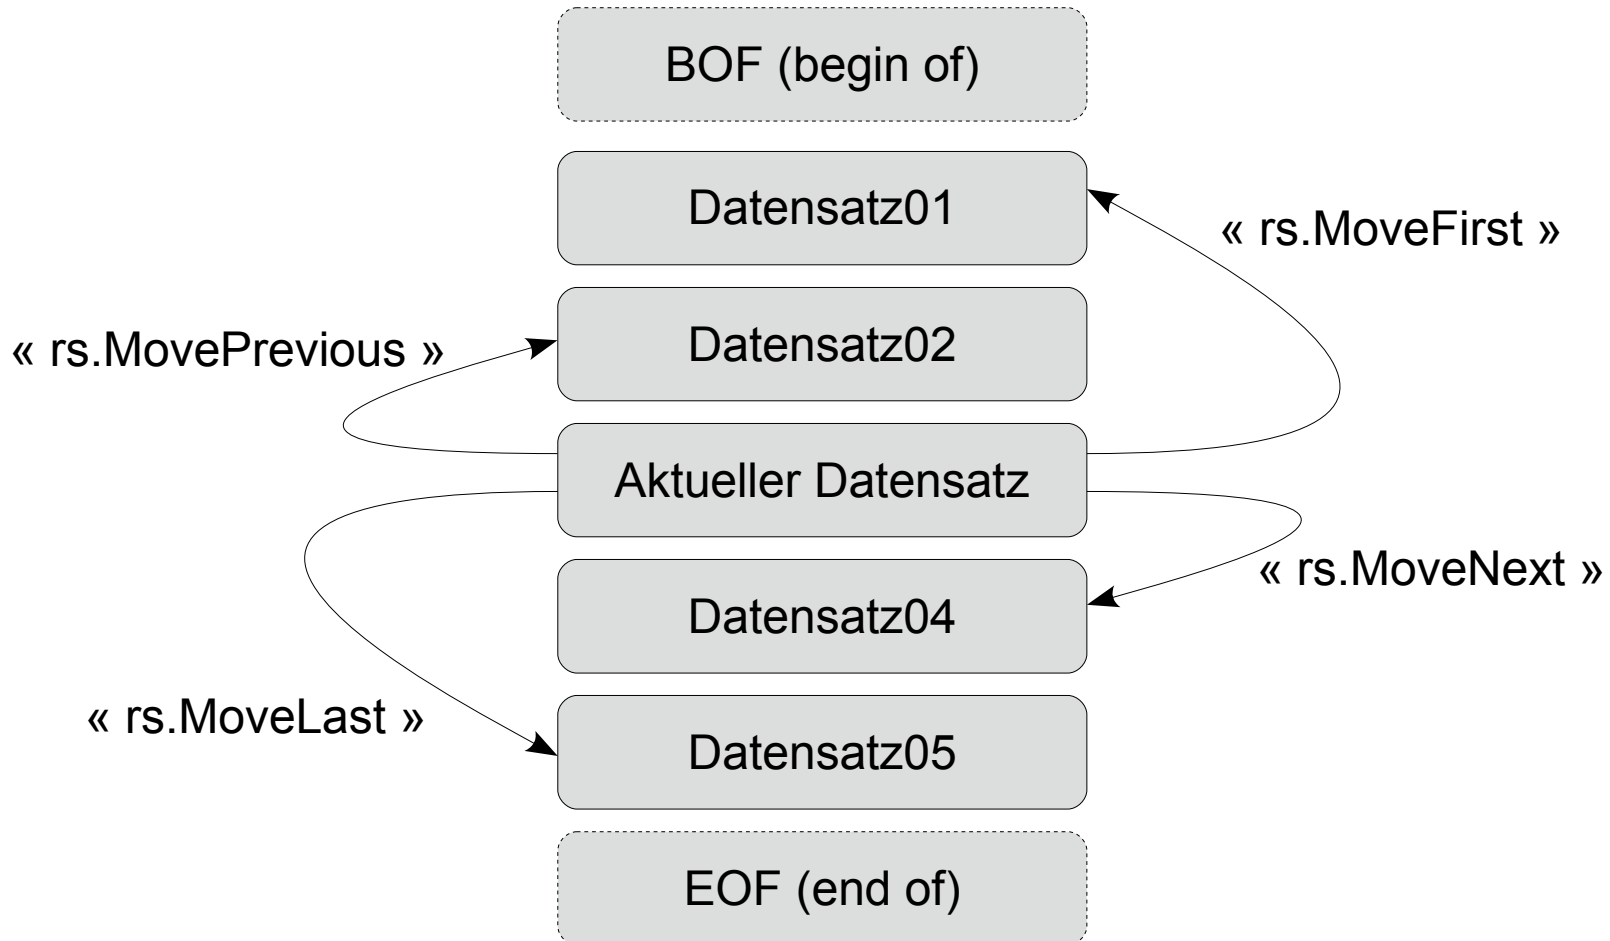 BOF (begin of)
Datensatz01
« rs.MoveFirst »
Datensatz02
« rs.MovePrevious »
Aktueller Datensatz
« rs.MoveNext »
Datensatz04
« rs.MoveLast »
Datensatz05
EOF (end of)